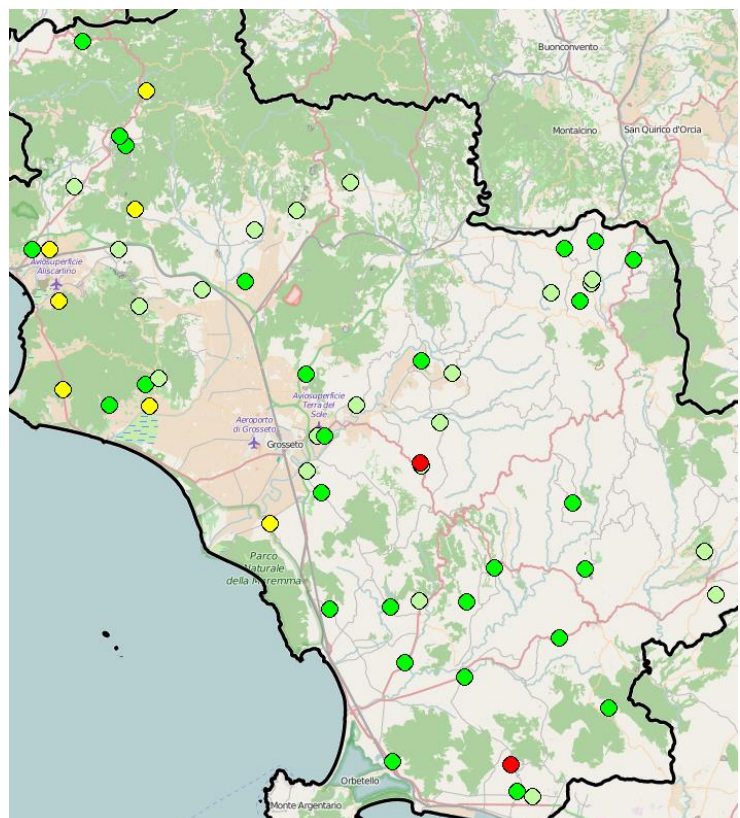 Buonconvento
Montalcino
San Quirico d'Orcia
Aviosuperficie
Aliscarlino
Aviosuperficie
Terra del
Sole
Aeroporto
di Grosseto
Grosseto
Parco
Naturale
della Maremma
Orbetello
Monte Argentario